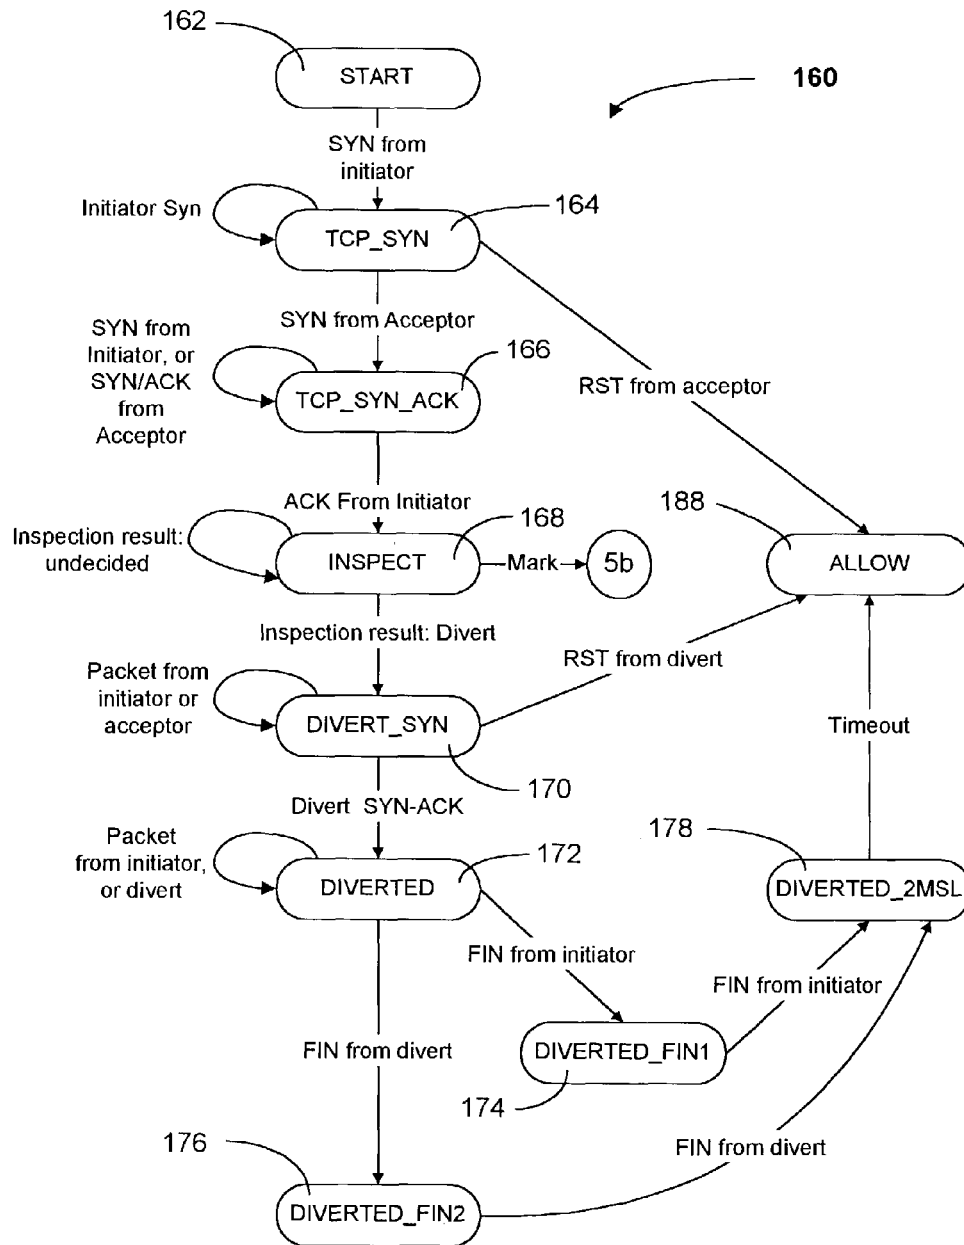 162
START
160
SYN from
initiator
Initiator Syn
164
TCP_SYN
SYN from Acceptor
SYN from
Initiator, or
SYN/ACK
from
Acceptor
166
TCP_SYN_ACK
RST from acceptor
ACK From Initiator
168
188
Inspection result:
undecided
INSPECT
Mark
5b
ALLOW
Inspection result: Divert
RST from divert
Packet from
initiator or
acceptor
DIVERT_SYN
Timeout
170
Divert SYN-ACK
178
Packet
from initiator,
or divert
172
DIVERTED
DIVERTED_2MSL
FIN from initiator
FIN from initiator
FIN from divert
DIVERTED_FIN1
174
176
FIN from divert
DIVERTED_FIN2